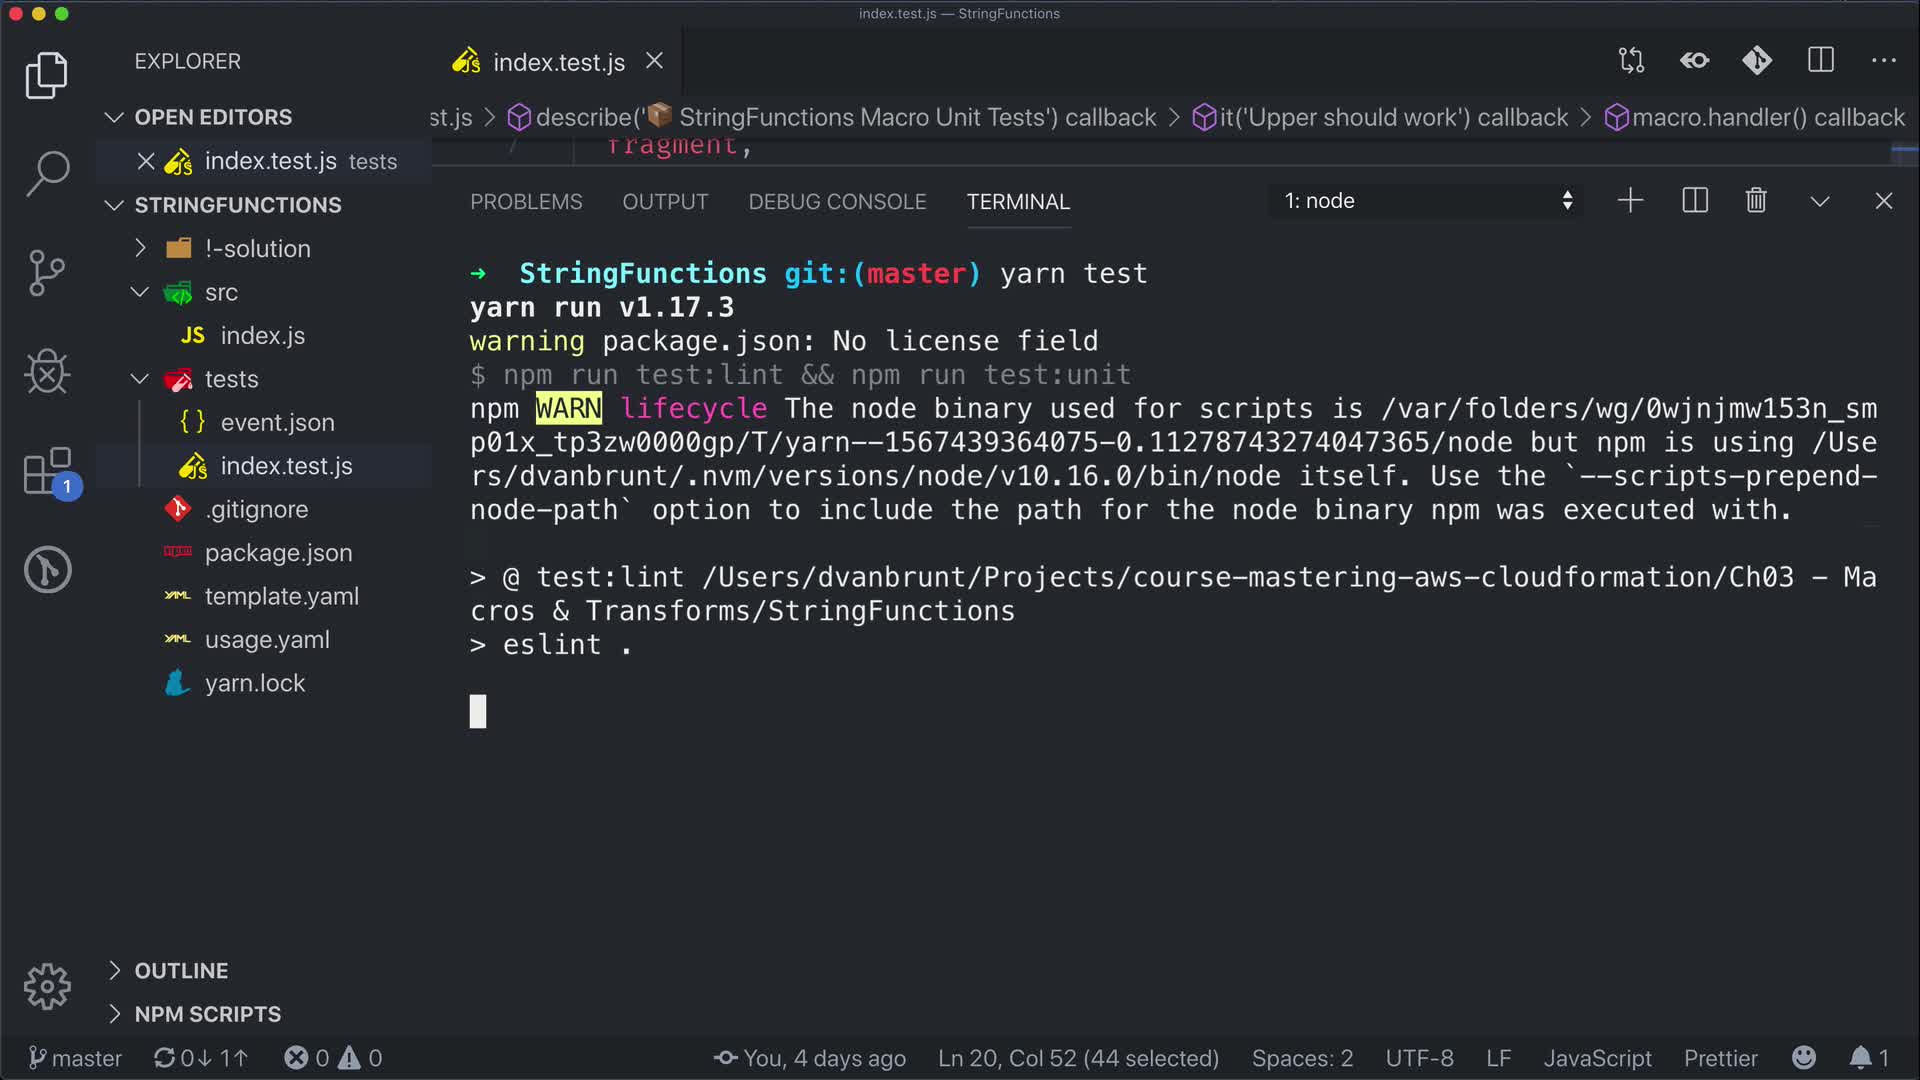 index.test.js — StringFunctions
EXPLORER
index.test.js
OPEN EDITORS
st.js > describe('📦 StringFunctions Macro Unit Tests') callback > it('Upper should work') callback > macro.handler() callback
7 fragment,
index.test.js tests
STRINGFUNCTIONS
PROBLEMS OUTPUT DEBUG CONSOLE TERMINAL 1: node
!-solution
src
JS index.js
tests
{ } event.json
index.test.js
1
.gitignore
package.json
YAML template.yaml
YAML usage.yaml
yarn.lock
→ StringFunctions git:(master) yarn test
yarn run v1.17.3
warning package.json: No license field
$ npm run test:lint && npm run test:unit
npm WARN lifecycle The node binary used for scripts is /var/folders/wg/0wjnjmw153n_sm
p01x_tp3zw0000gp/T/yarn--1567439364075-0.11278743274047365/node but npm is using /Use
rs/dvanbrunt/.nvm/versions/node/v10.16.0/bin/node itself. Use the `--scripts-prepend-
node-path` option to include the path for the node binary npm was executed with.
> @ test:lint /Users/dvanbrunt/Projects/course-mastering-aws-cloudformation/Ch03 - Ma
cros & Transforms/StringFunctions
> eslint .
OUTLINE
NPM SCRIPTS
master 0↓ 1↑ 0 0 You, 4 days ago Ln 20, Col 52 (44 selected) Spaces: 2 UTF-8 LF JavaScript Prettier 1